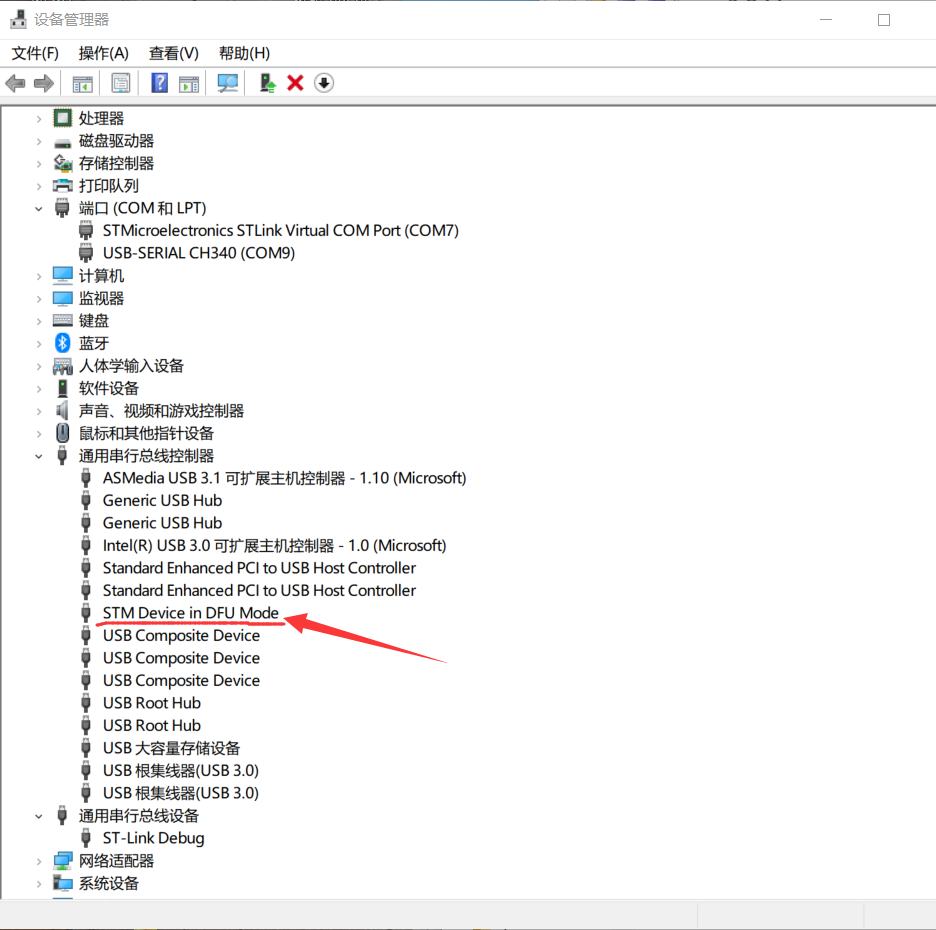 设备管理器
文件(F) 操作(A) 查看(V) 帮助(H)
处理器
磁盘驱动器
存储控制器
打印队列
端口 (COM 和 LPT)
STMicroelectronics STLink Virtual COM Port (COM7)
USB-SERIAL CH340 (COM9)
计算机
监视器
键盘
蓝牙
人体学输入设备
软件设备
声音、视频和游戏控制器
鼠标和其他指针设备
通用串行总线控制器
ASMedia USB 3.1 可扩展主机控制器 - 1.10 (Microsoft)
Generic USB Hub
Generic USB Hub
Intel(R) USB 3.0 可扩展主机控制器 - 1.0 (Microsoft)
Standard Enhanced PCI to USB Host Controller
Standard Enhanced PCI to USB Host Controller
STM Device in DFU Mode
USB Composite Device
USB Composite Device
USB Composite Device
USB Root Hub
USB Root Hub
USB 大容量存储设备
USB 根集线器(USB 3.0)
USB 根集线器(USB 3.0)
通用串行总线设备
ST-Link Debug
网络适配器
系统设备